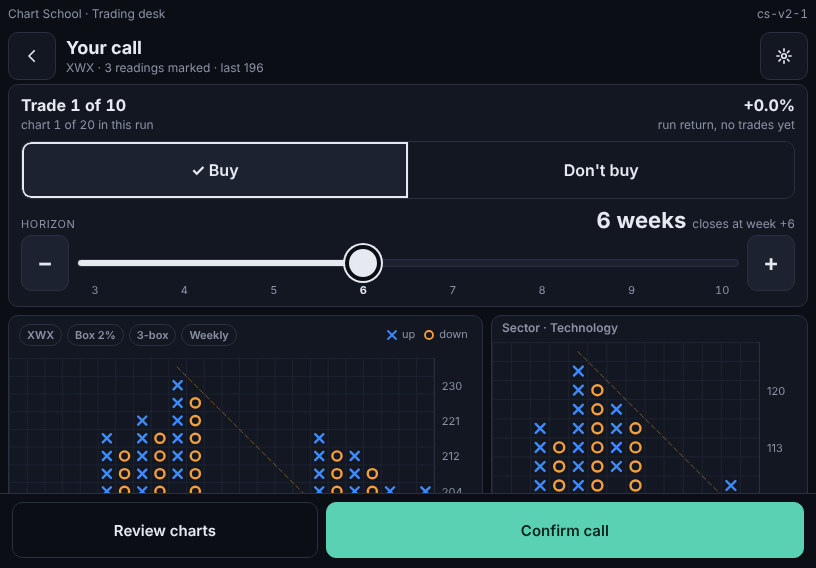 Chart School · Trading desk
cs-v2-1
Your call
XWX · 3 readings marked · last 196
Trade 1 of 10
+0.0%
chart 1 of 20 in this run
run return, no trades yet
✓ Buy
Don't buy
HORIZON
6 weeks closes at week +6
−
+
3 4 5 6 7 8 9 10
XWX Box 2% 3-box Weekly
up down
230
221
212
204
Sector · Technology
120
113
Review charts
Confirm call